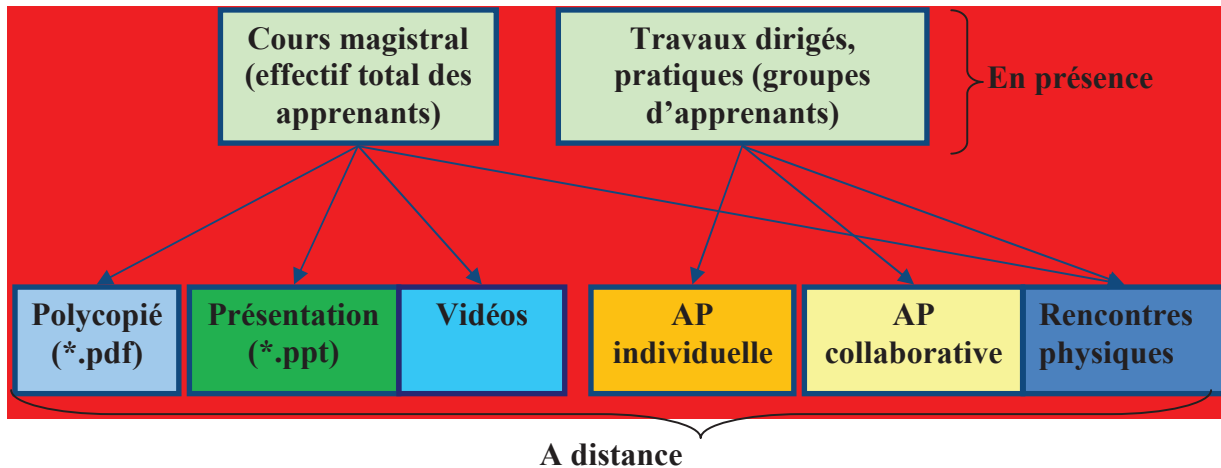 Cours magistral
(effectif total des
apprenants)
Travaux dirigés,
pratiques (groupes
d’apprenants)
En présence
Polycopié
(*.pdf)
Présentation
(*.ppt)
Vidéos
AP
individuelle
AP
collaborative
Rencontres
physiques
A distance